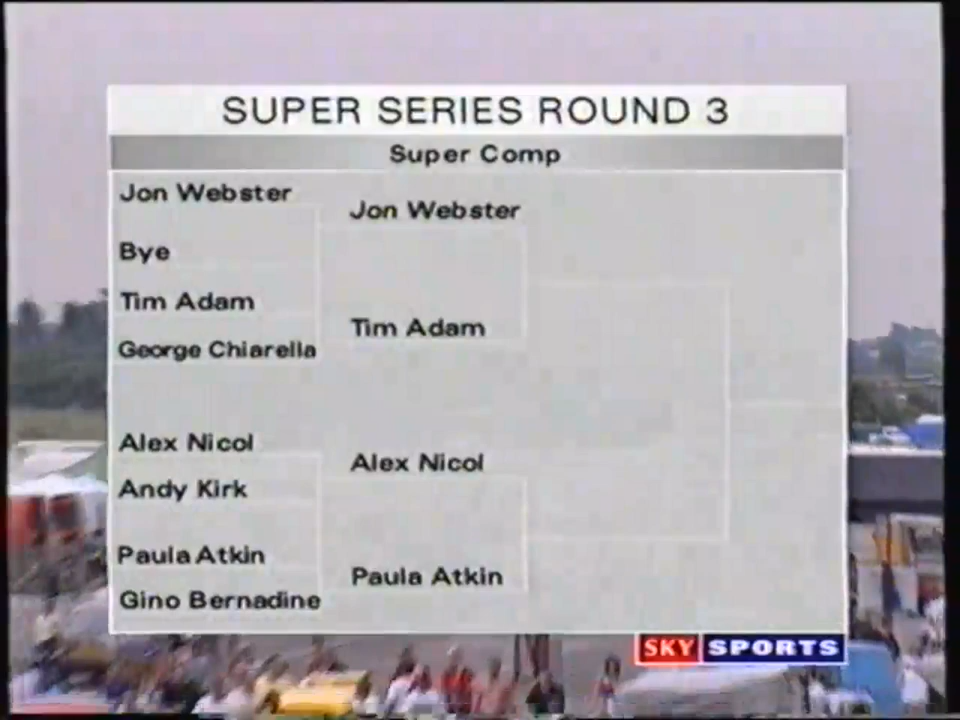 SUPER SERIES ROUND 3
Super Comp
Jon Webster
Bye
Tim Adam
George Chiarella
Alex Nicol
Andy Kirk
Paula Atkin
Gino Bernadine
Jon Webster
Tim Adam
Alex Nicol
Paula Atkin
SKY SPORTS